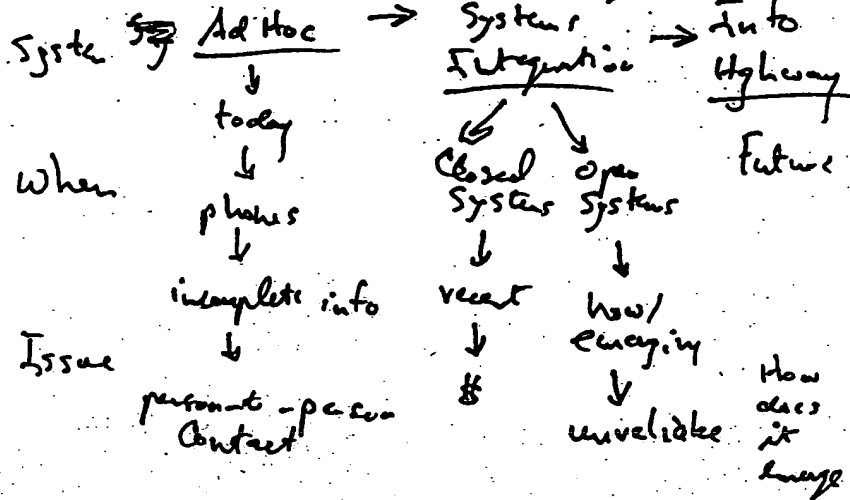 System Ad Hoc → Systems Integration → Info Highway
↓
today
When
↓
phones
Closed Systems
Open Systems
Future
↓
incomplete info
↓
recent
↓
now/
emerging
Issue
↓
person-person
Contact
↓
$
↓
unreliable
How
does
it
emerge